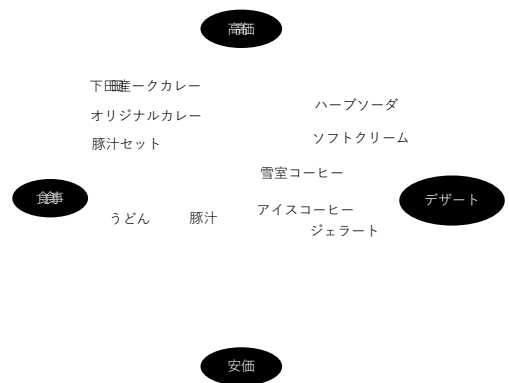 高価
下田産ークカレー
オリジナルカレー
豚汁セット
ハーブソーダ
ソフトクリーム
雪室コーヒー
食事
デザート
うどん
豚汁
アイスコーヒー
ジェラート
安価